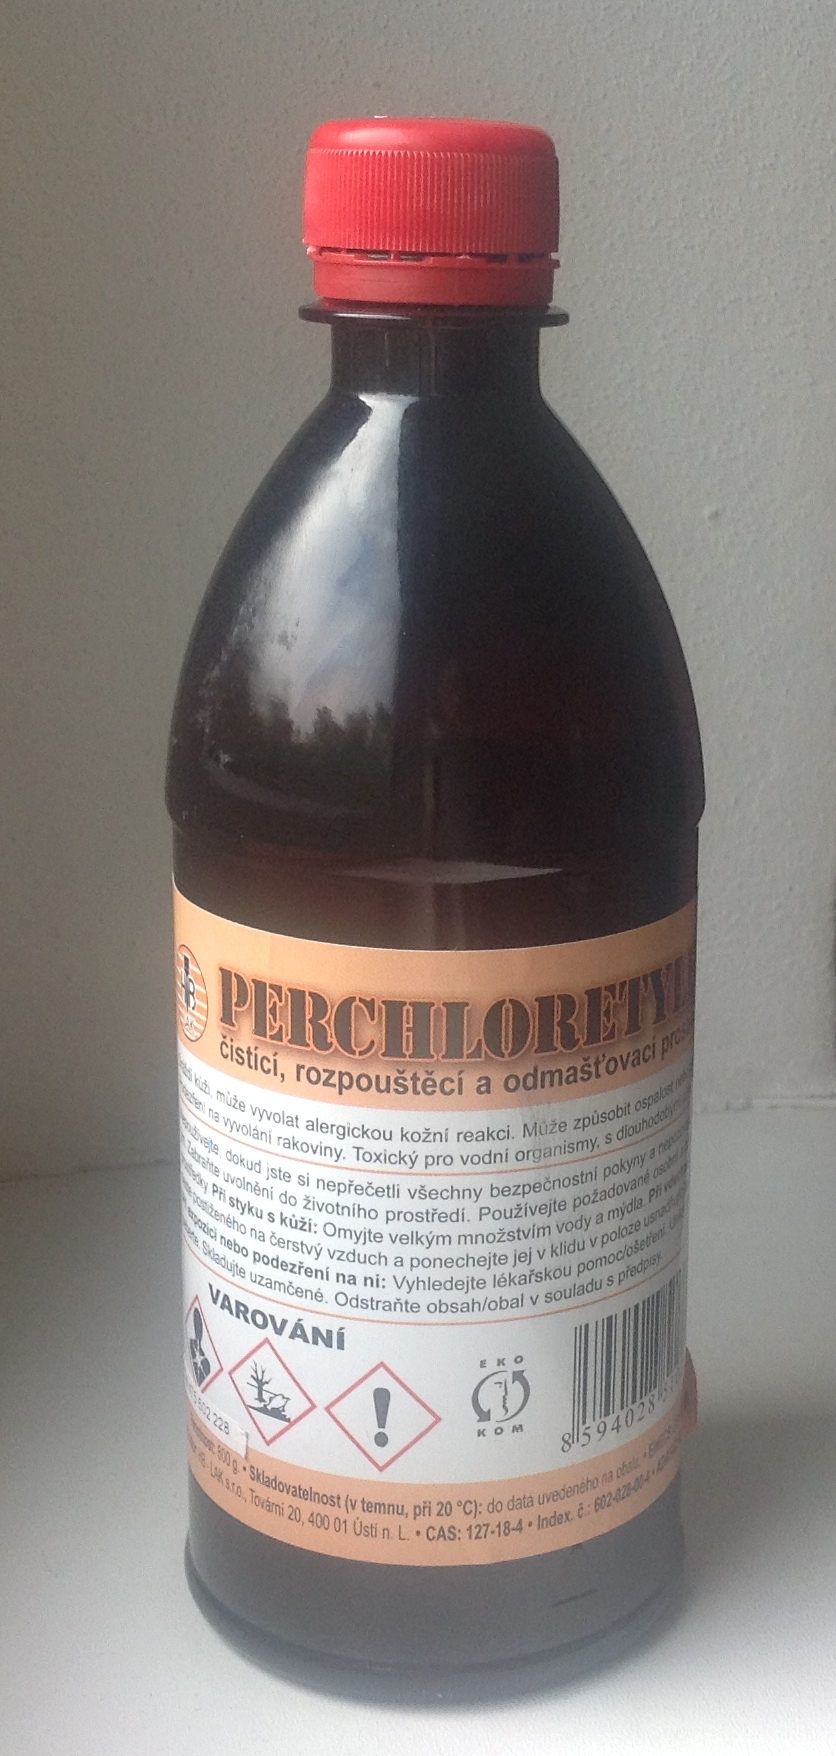 HB
PERCHLORETYL
čistící, rozpouštěcí a odmašťovací
kůži, může vyvolat alergickou kožní reakci. Může způsobit ospalost
na vyvolání rakoviny. Toxický pro vodní organismy, s dlouhodobými
dokud jste si nepřečetli všechny bezpečnostní pokyny a
Zabraňte uvolnění do životního prostředí. Používejte požadované osobní
Při styku s kůží: Omyjte velkým množstvím vody a mýdla. Při
postiženého na čerstvý vzduch a ponechejte jej v klidu v poloze
expozici nebo podezření na ni: Vyhledejte lékařskou pomoc/ošetření.
Skladujte uzamčené. Odstraňte obsah/obal v souladu s předpisy.
VAROVÁNÍ
EKO
KOM
8 594028
602 228
800 g. • Skladovatelnost (v temnu, při 20 °C): do data uvedeného na obalu. •
HB - LAK s.r.o., Tovární 20, 400 01 Ústí n. L. • CAS: 127-18-4 • Index. č.: 602-028-00-4 •